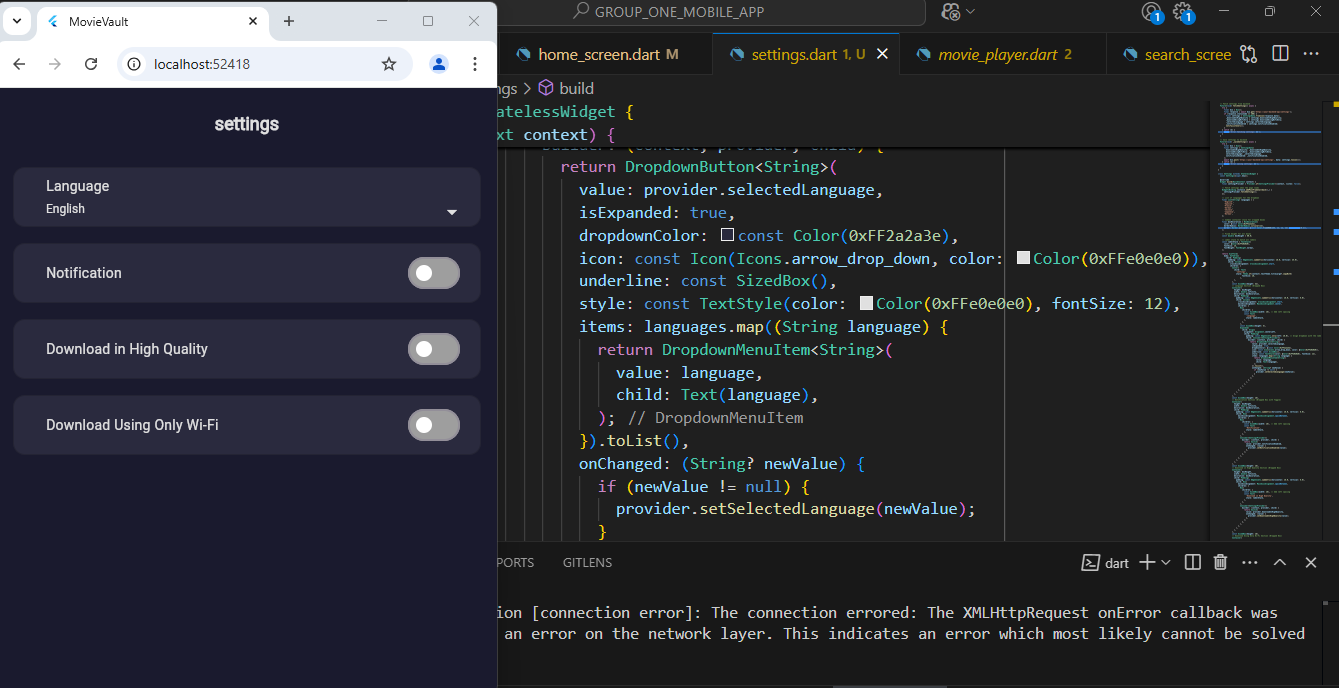 MovieVault
localhost:52418
settings
Language
English
Notification
Download in High Quality
Download Using Only Wi-Fi
GROUP_ONE_MOBILE_APP
1
1
home_screen.dart M
settings.dart 1, U
movie_player.dart 2
search_scree
ngs > build
atelessWidget {
xt context) {
builder: (context, provider, child) {
return DropdownButton<String>(
value: provider.selectedLanguage,
isExpanded: true,
dropdownColor: const Color(0xFF2a2a3e),
icon: const Icon(Icons.arrow_drop_down, color: Color(0xFFe0e0e0)),
underline: const SizedBox(),
style: const TextStyle(color: Color(0xFFe0e0e0), fontSize: 12),
items: languages.map((String language) {
return DropdownMenuItem<String>(
value: language,
child: Text(language),
); // DropdownMenuItem
}).toList(),
onChanged: (String? newValue) {
if (newValue != null) {
provider.setSelectedLanguage(newValue);
}
PORTS
GITLENS
dart
ion [connection error]: The connection errored: The XMLHttpRequest onError callback was
an error on the network layer. This indicates an error which most likely cannot be solved